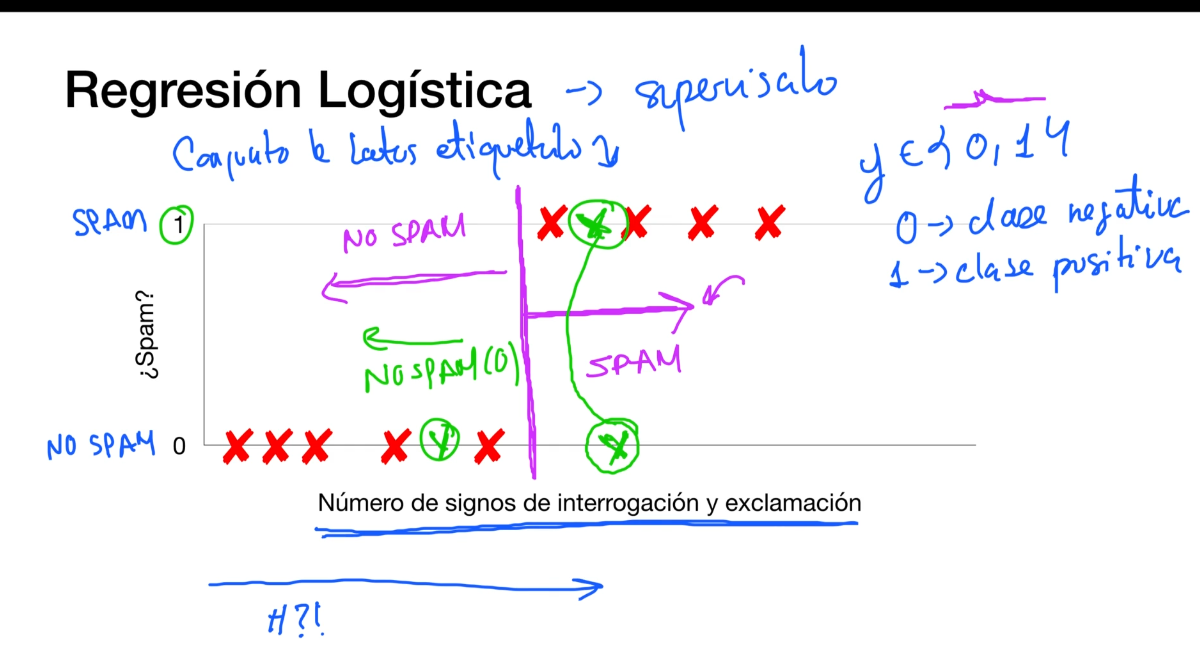 Regresión Logística → supervisado
Conjunto de datos etiquetado
y ∈ {0, 1}
0 → clase negativa
1 → clase positiva
SPAM 1
NO SPAM
¿Spam?
SPAM
NO SPAM (0)
NO SPAM 0
Número de signos de interrogación y exclamación
#?!